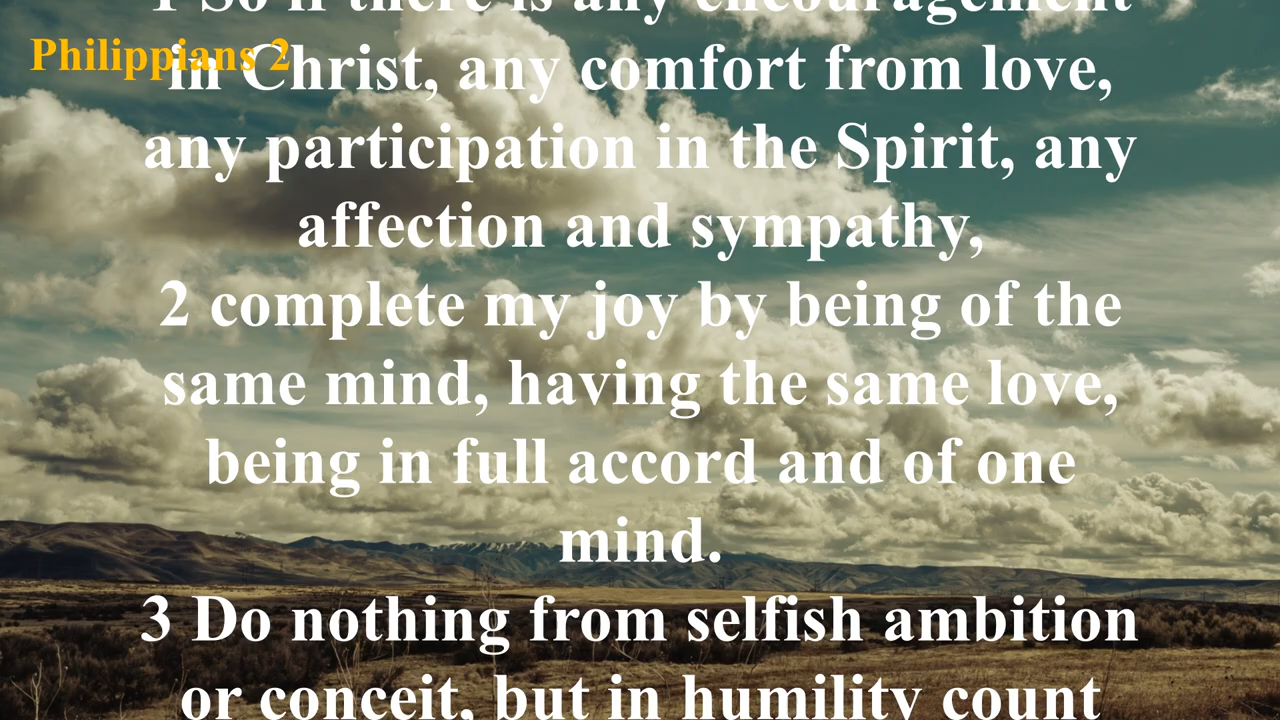 1 So if there is any encouragement
Philippians 2
in Christ, any comfort from love,
any participation in the Spirit, any
affection and sympathy,
2 complete my joy by being of the
same mind, having the same love,
being in full accord and of one
mind.
3 Do nothing from selfish ambition
or conceit, but in humility count